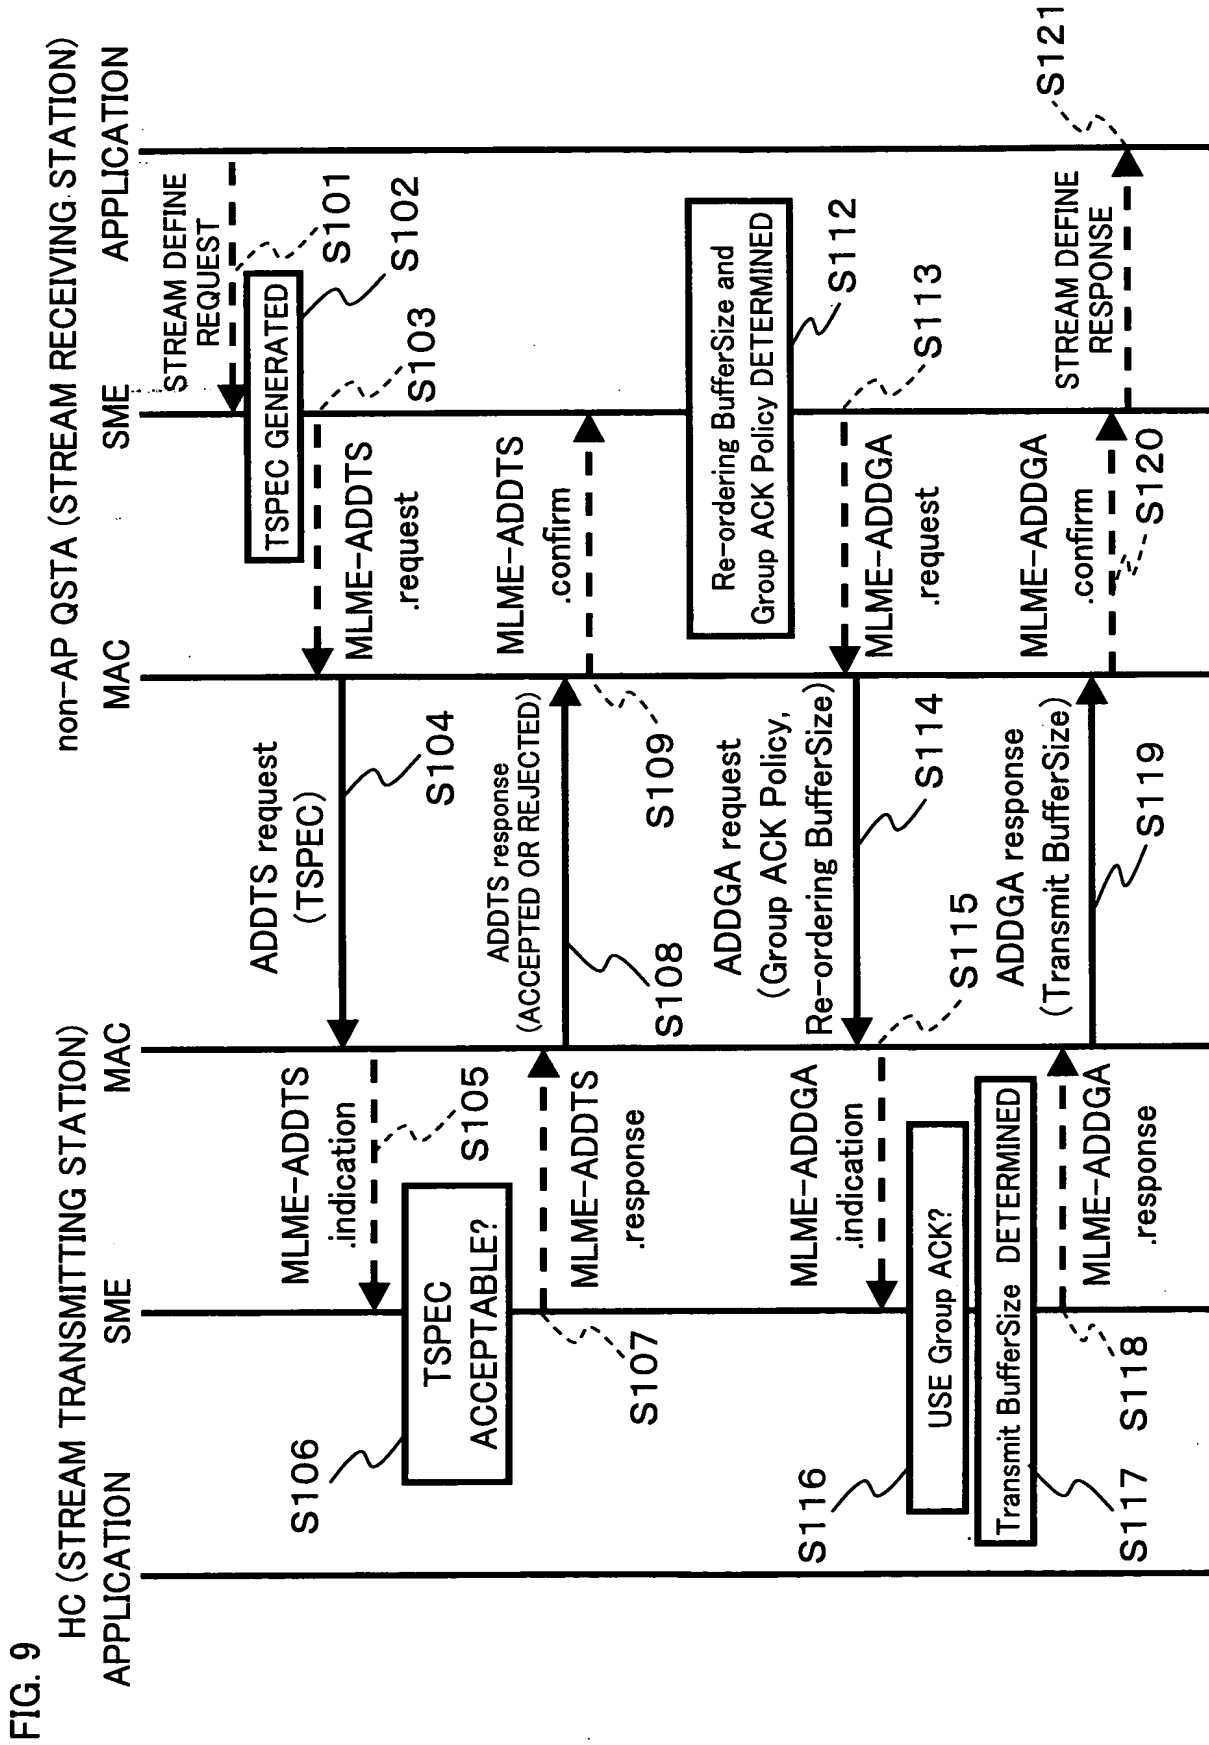 FIG. 9
HC (STREAM TRANSMITTING STATION)
non-AP QSTA (STREAM RECEIVING STATION)
APPLICATION
SME
MAC
MAC
SME
APPLICATION
STREAM DEFINE
REQUEST
S101
TSPEC GENERATED
S102
S103
MLME-ADDTS
.request
ADDTS request
(TSPEC)
S104
MLME-ADDTS
.indication
S105
TSPEC
ACCEPTABLE?
S106
MLME-ADDTS
.response
S107
ADDTS response
(ACCEPTED OR REJECTED)
S108
MLME-ADDTS
.confirm
S109
Re-ordering BufferSize and
Group ACK Policy DETERMINED
S112
S113
MLME-ADDGA
.request
ADDGA request
(Group ACK Policy,
Re-ordering BufferSize)
S114
S115
MLME-ADDGA
.indication
USE Group ACK?
S116
Transmit BufferSize DETERMINED
S117
MLME-ADDGA
.response
S118
ADDGA response
(Transmit BufferSize)
S119
MLME-ADDGA
.confirm
S120
STREAM DEFINE
RESPONSE
S121